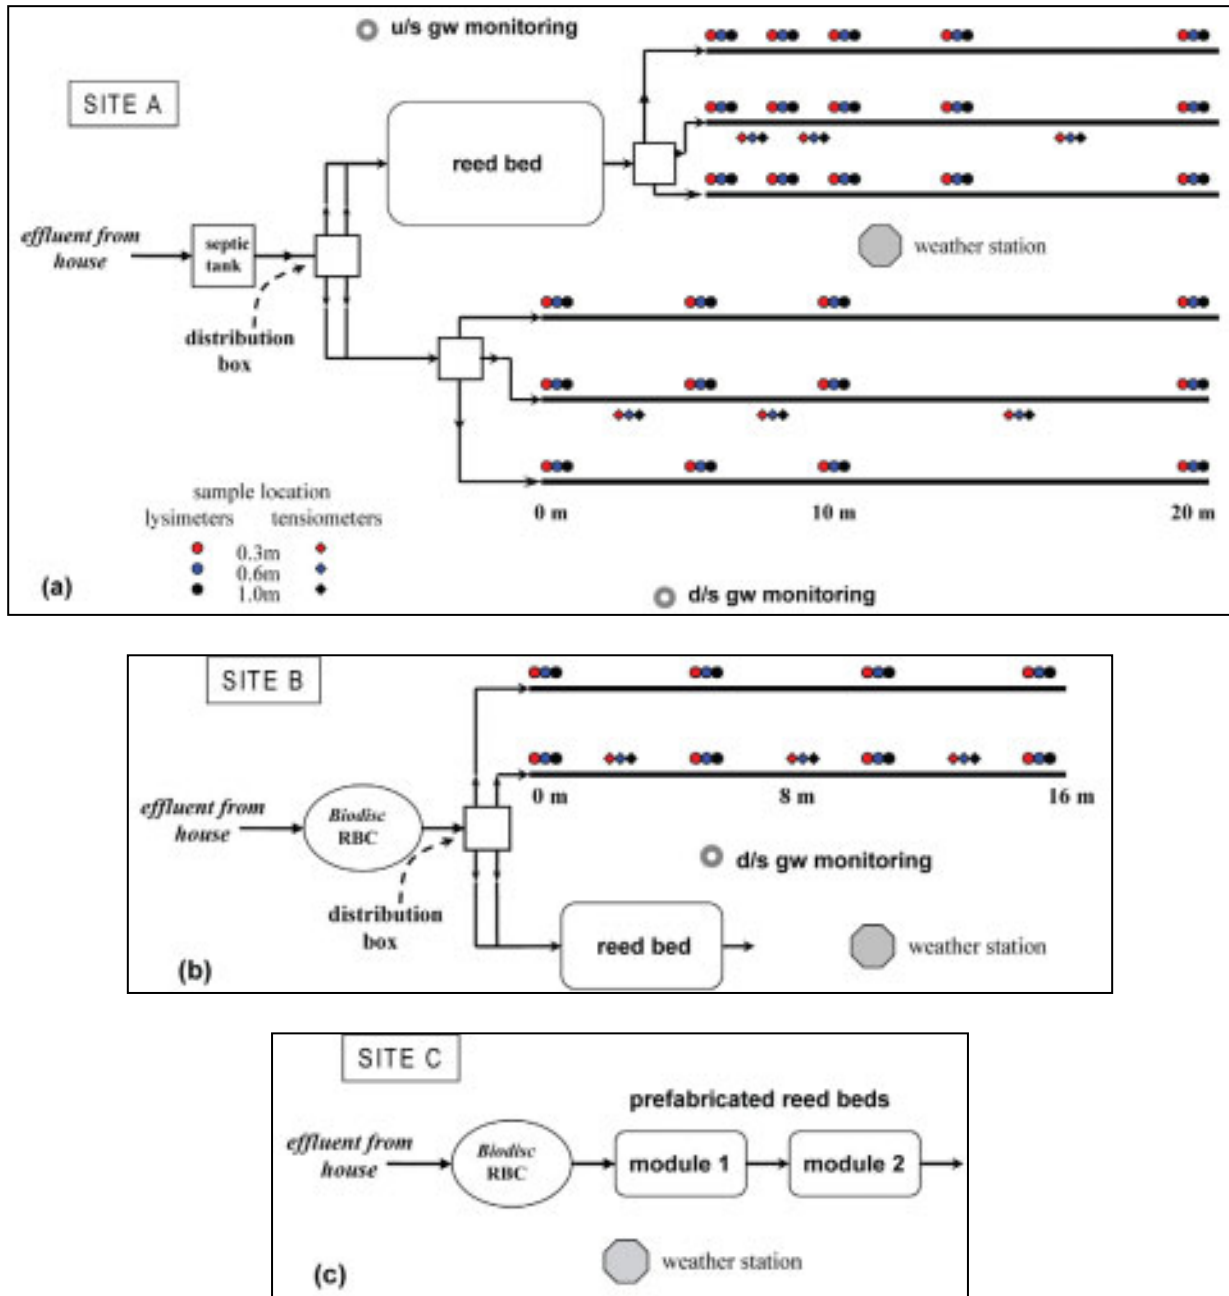 u/s gw monitoring
SITE A
reed bed
effluent from
house
septic
tank
weather station
distribution
box
sample location
lysimeters tensiometers
0.3m
0.6m
1.0m
0 m 10 m 20 m
(a)
d/s gw monitoring
SITE B
0 m 8 m 16 m
effluent from
house
Biodisc
RBC
d/s gw monitoring
distribution
box
reed bed
weather station
(b)
SITE C
prefabricated reed beds
effluent from
house
Biodisc
RBC
module 1
module 2
weather station
(c)